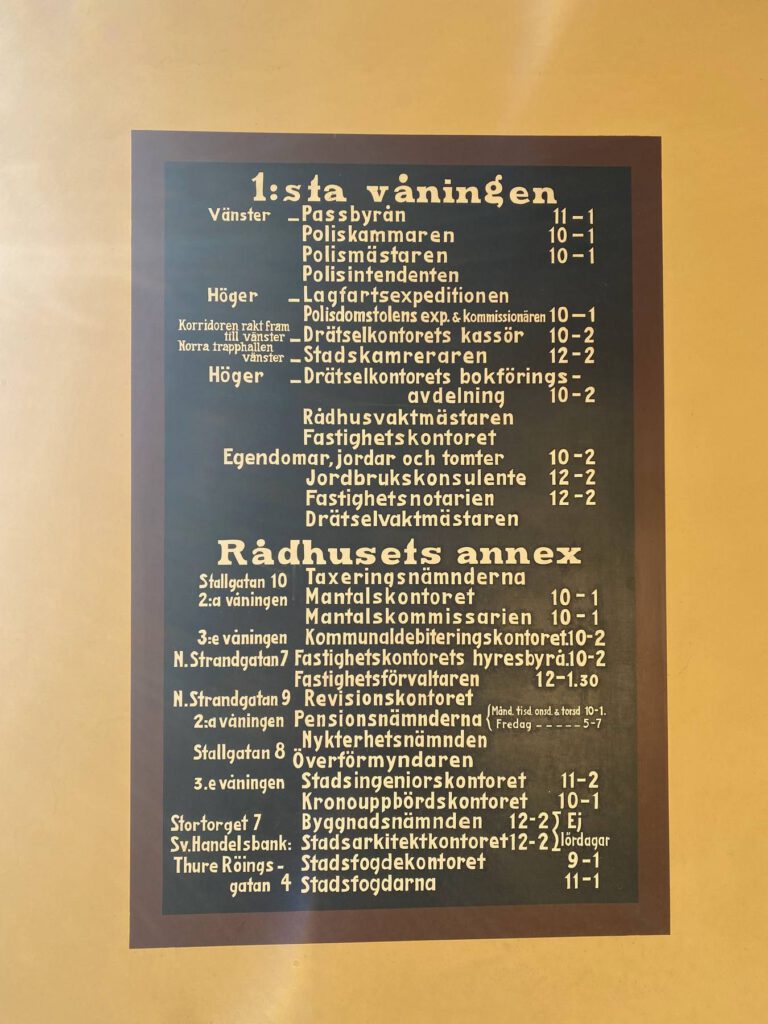 1:sta våningen
Vänster – Passbyrån 11-1
Poliskammaren 10-1
Polismästaren 10-1
Polisintendenten
Höger – Lagfartsexpeditionen
Polisdomstolens exp. & kommissionären 10-1
Korridoren rakt fram
till vänster – Drätselkontorets kassör 10-2
Norra trapphallen
vänster – Stadskamreraren 12-2
Höger – Drätselkontorets bokförings-
avdelning 10-2
Rådhusvaktmästaren
Fastighetskontoret
Egendomar, jordar och tomter 10-2
Jordbrukskonsulente 12-2
Fastighetsnotarien 12-2
Drätselvaktmästaren
Rådhusets annex
Stallgatan 10 Taxeringsnämnderna
2:a våningen Mantalskontoret 10-1
Mantalskommissarien 10-1
3:e våningen Kommunaldebiteringskontoret. 10-2
N. Strandgatan 7 Fastighetskontorets hyresbyrå. 10-2
Fastighetsförvaltaren 12-1.30
N. Strandgatan 9 Revisionskontoret
2:a våningen Pensionsnämnderna { Månd. tisd. onsd. & torsd 10-1.
Fredag ----- 5-7
Nykterhetsnämnden
Stallgatan 8 Överförmyndaren
3.e våningen Stadsingeniorskontoret 11-2
Kronouppbördskontoret 10-1
Stortorget 7 Byggnadsnämnden 12-2 } { Ej
Sv. Handelsbank: Stadsarkitektkontoret 12-2 } { lördagar
Thure Röings- Stadsfogdekontoret 9-1
gatan 4 Stadsfogdarna 11-1